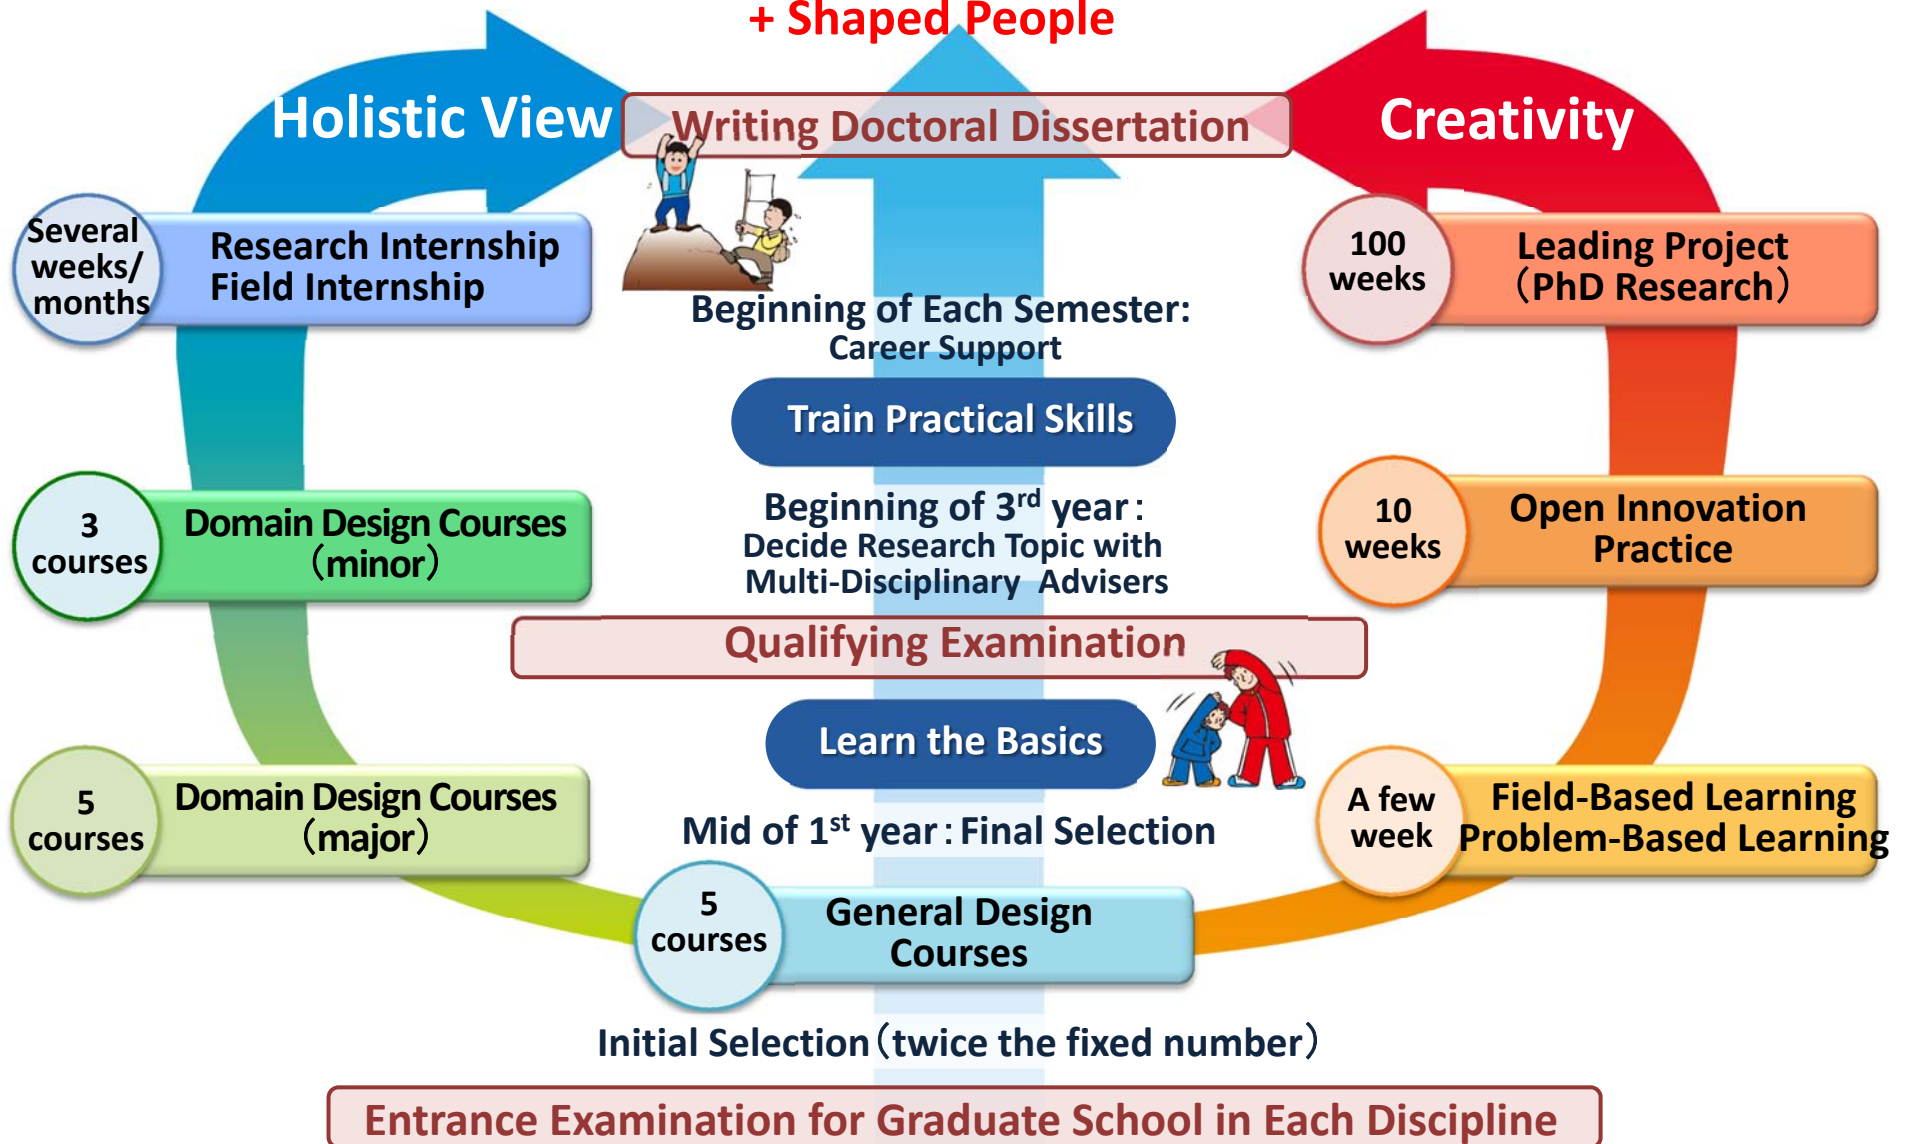 + Shaped People
Holistic View
Writing Doctoral Dissertation
Creativity
Several
weeks/
months
Research Internship
Field Internship
100
weeks
Leading Project
（PhD Research）
Beginning of Each Semester:
Career Support
Train Practical Skills
3
courses
Domain Design Courses
（minor）
Beginning of 3rd year：
Decide Research Topic with
Multi-Disciplinary Advisers
10
weeks
Open Innovation
Practice
Qualifying Examination
Learn the Basics
5
courses
Domain Design Courses
（major）
Mid of 1st year：Final Selection
A few
week
Field-Based Learning
Problem-Based Learning
5
courses
General Design
Courses
Initial Selection（twice the fixed number）
Entrance Examination for Graduate School in Each Discipline